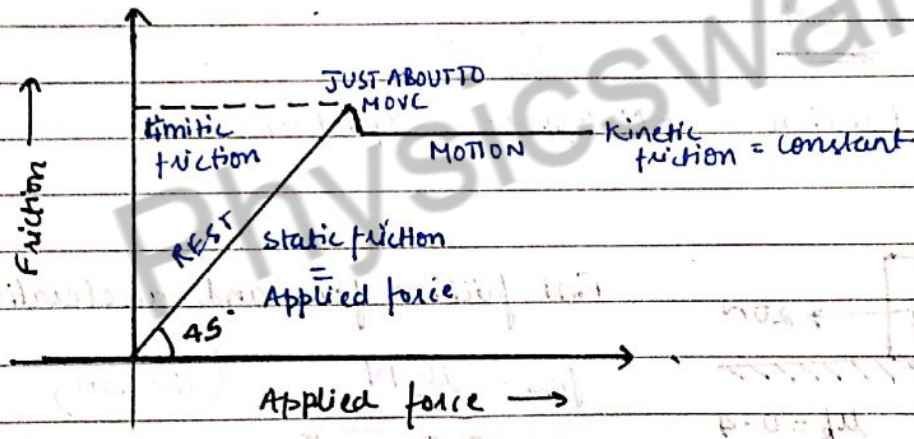 Physicswa
JUST ABOUT TO
MOVE
Limitic
friction
MOTION
Kinetic
friction = constant
REST
static friction
=
Applied force
45°
Friction →
Applied force →